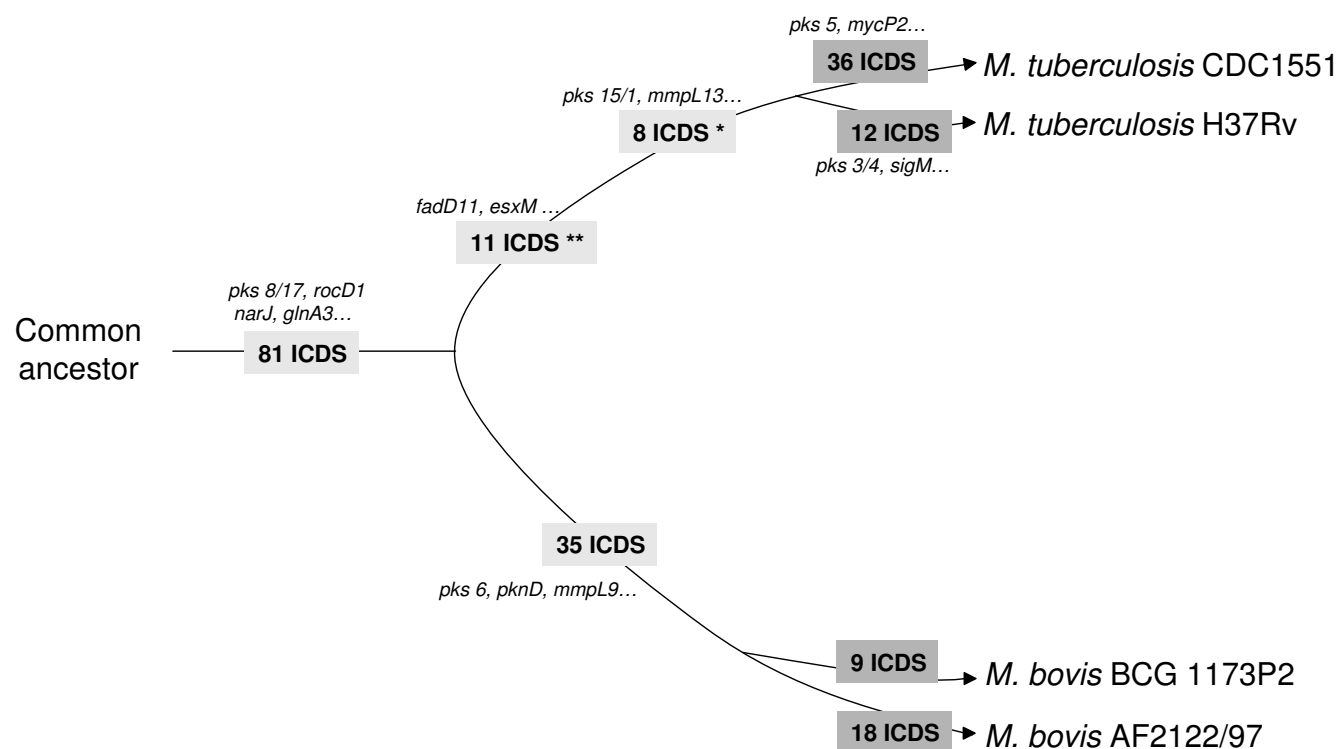 pks 5, mycP2…
36 ICDS
M. tuberculosis CDC1551
pks 15/1, mmpL13…
8 ICDS *
12 ICDS
M. tuberculosis H37Rv
pks 3/4, sigM…
fadD11, esxM …
11 ICDS **
pks 8/17, rocD1
narJ, glnA3…
Common
ancestor
81 ICDS
35 ICDS
pks 6, pknD, mmpL9…
9 ICDS
M. bovis BCG 1173P2
18 ICDS
M. bovis AF2122/97